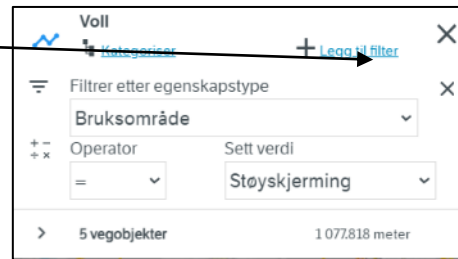 Voll
Kategoriser + Legg til filter ×
Filtrer etter egenskapstype ×
Bruksområde
Operator Sett verdi
= Støyskjerming
> 5 vegobjekter 1 077.818 meter